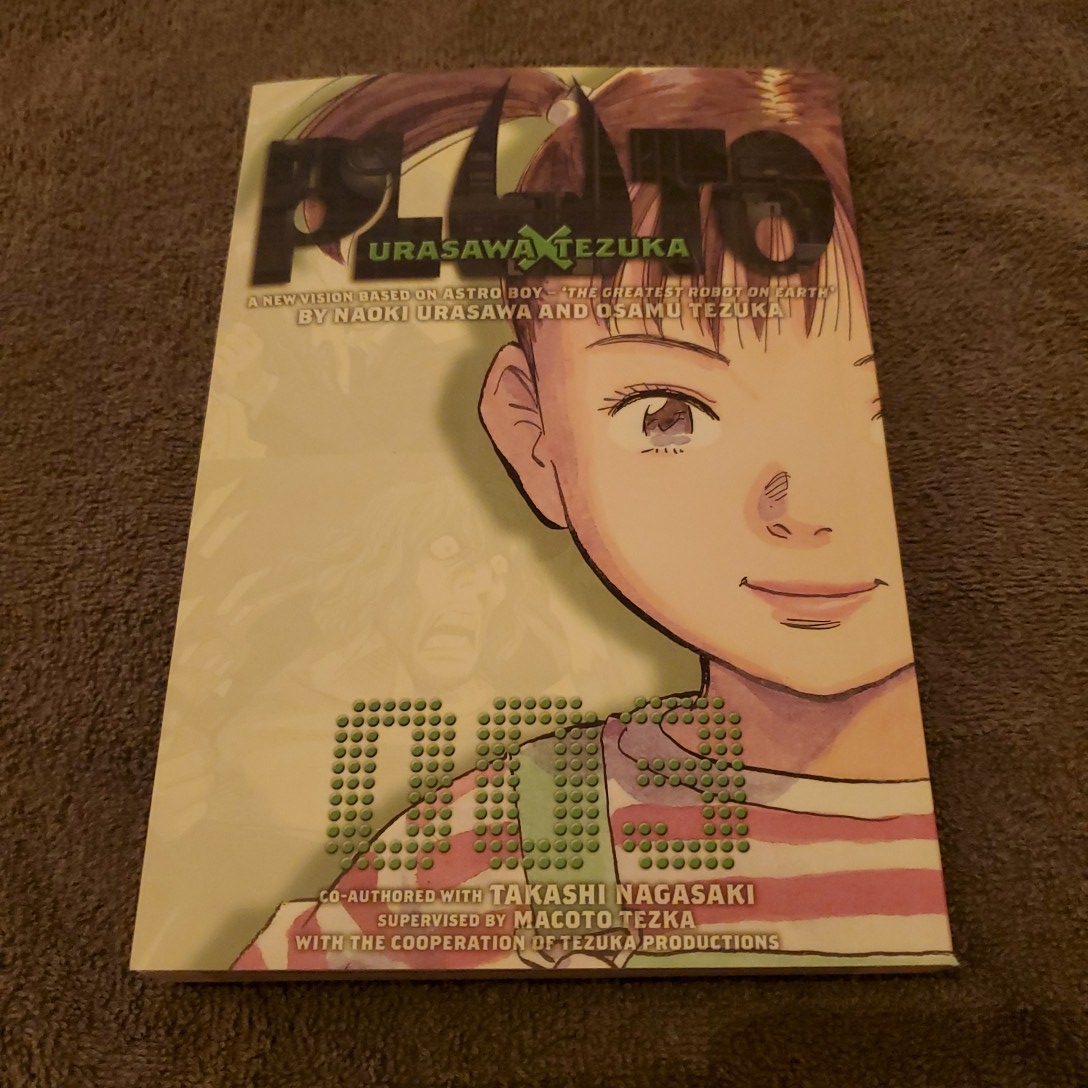 PLUTO
URASAWA X TEZUKA
A NEW VISION BASED ON ASTRO BOY – 'THE GREATEST ROBOT ON EARTH'
BY NAOKI URASAWA AND OSAMU TEZUKA
003
CO-AUTHORED WITH TAKASHI NAGASAKI
SUPERVISED BY MACOTO TEZKA
WITH THE COOPERATION OF TEZUKA PRODUCTIONS